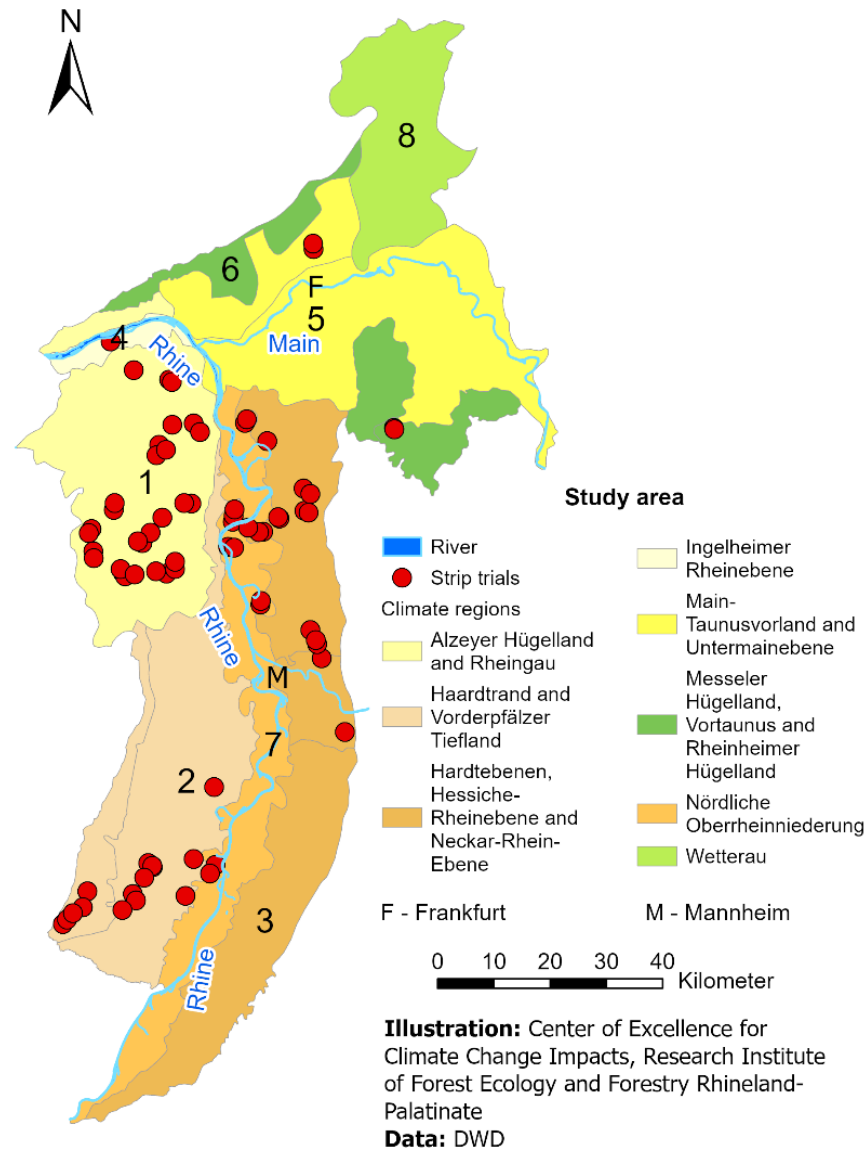 N
8
6
F
5
4
Rhine
Main
1
Study area
River
Strip trials
Climate regions
Alzeyer Hügelland
and Rheingau
Haardtrand and
Vorderpfälzer
Tiefland
Hardtebenen,
Hessiche-
Rheinebene and
Neckar-Rhein-
Ebene
Ingelheimer
Rheinebene
Main-
Taunusvorland and
Untermainebene
Messeler
Hügelland,
Vortaunus and
Rheinheimer
Hügelland
Nördliche
Oberrheinniederung
Wetterau
Rhine
M
7
2
3
Rhine
F - Frankfurt
M - Mannheim
0 10 20 30 40
Kilometer
Illustration: Center of Excellence for
Climate Change Impacts, Research Institute
of Forest Ecology and Forestry Rhineland-
Palatinate
Data: DWD